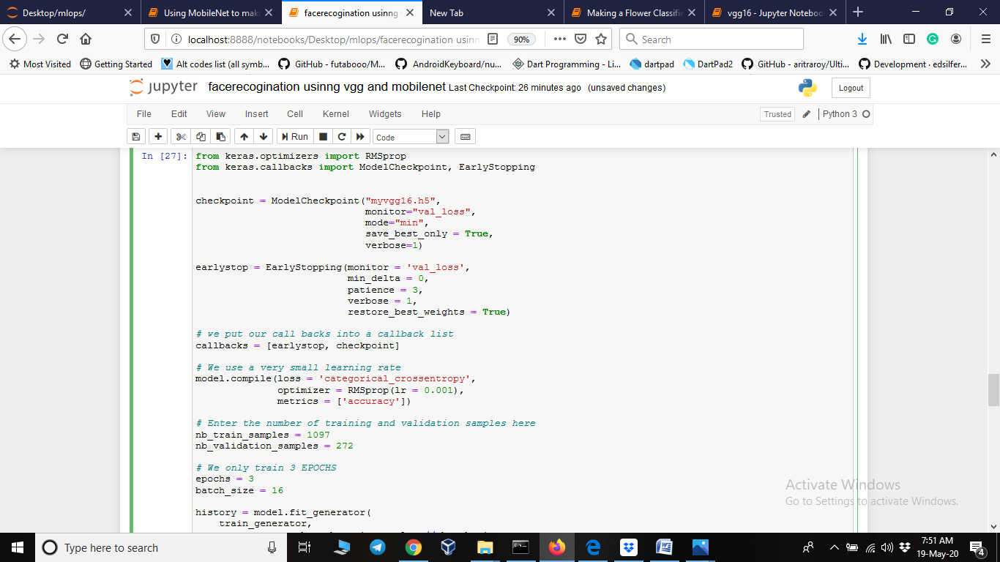 Desktop/mlops/
Using MobileNet to mak
facerecogination usinng
New Tab
Making a Flower Classifi
vgg16 - Jupyter Noteboo
localhost:8888/notebooks/Desktop/mlops/facerecogination usinn
90%
Search
Most Visited
Getting Started
Alt codes list (all symb...
GitHub - futabooo/M...
AndroidKeyboard/nu...
Dart Programming - Li...
dartpad
DartPad2
GitHub - aritraroy/Ulti...
Development · edsilfer...
jupyter facerecogination usinng vgg and mobilenet Last Checkpoint: 26 minutes ago (unsaved changes)
Logout
File Edit View Insert Cell Kernel Widgets Help
Trusted
Python 3
Run
Code
In [27]: from keras.optimizers import RMSprop
from keras.callbacks import ModelCheckpoint, EarlyStopping
checkpoint = ModelCheckpoint("myvgg16.h5",
monitor="val_loss",
mode="min",
save_best_only = True,
verbose=1)
earlystop = EarlyStopping(monitor = 'val_loss',
min_delta = 0,
patience = 3,
verbose = 1,
restore_best_weights = True)
# we put our call backs into a callback list
callbacks = [earlystop, checkpoint]
# We use a very small learning rate
model.compile(loss = 'categorical_crossentropy',
optimizer = RMSprop(lr = 0.001),
metrics = ['accuracy'])
# Enter the number of training and validation samples here
nb_train_samples = 1097
nb_validation_samples = 272
# We only train 3 EPOCHS
epochs = 3
batch_size = 16
history = model.fit_generator(
train_generator,
Activate Windows
Go to Settings to activate Windows.
Type here to search
7:51 AM
19-May-20
4